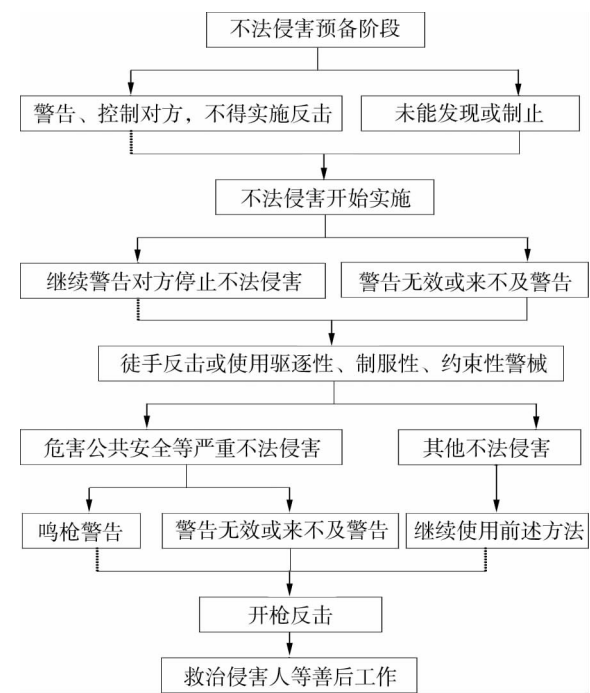 不法侵害预备阶段
警告、控制对方，不得实施反击
未能发现或制止
不法侵害开始实施
继续警告对方停止不法侵害
警告无效或来不及警告
徒手反击或使用驱逐性、制服性、约束性警械
危害公共安全等严重不法侵害
其他不法侵害
鸣枪警告
警告无效或来不及警告
继续使用前述方法
开枪反击
救治侵害人等善后工作